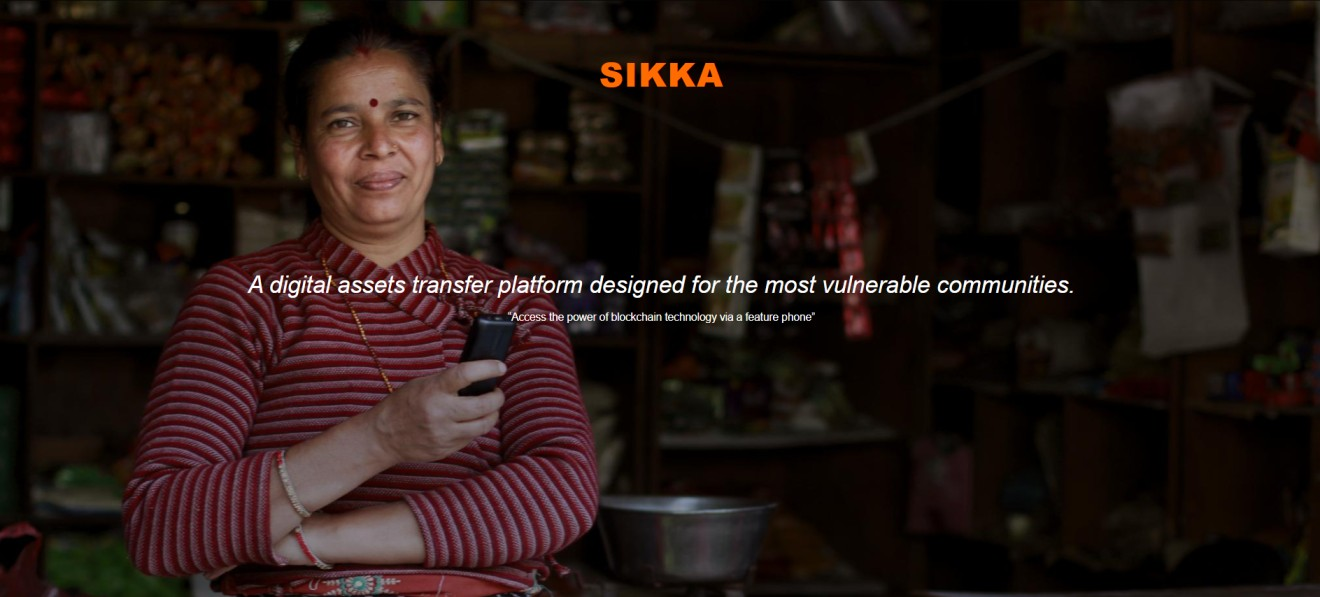 SIKKA
A digital assets transfer platform designed for the most vulnerable communities.
"Access the power of blockchain technology via a feature phone"